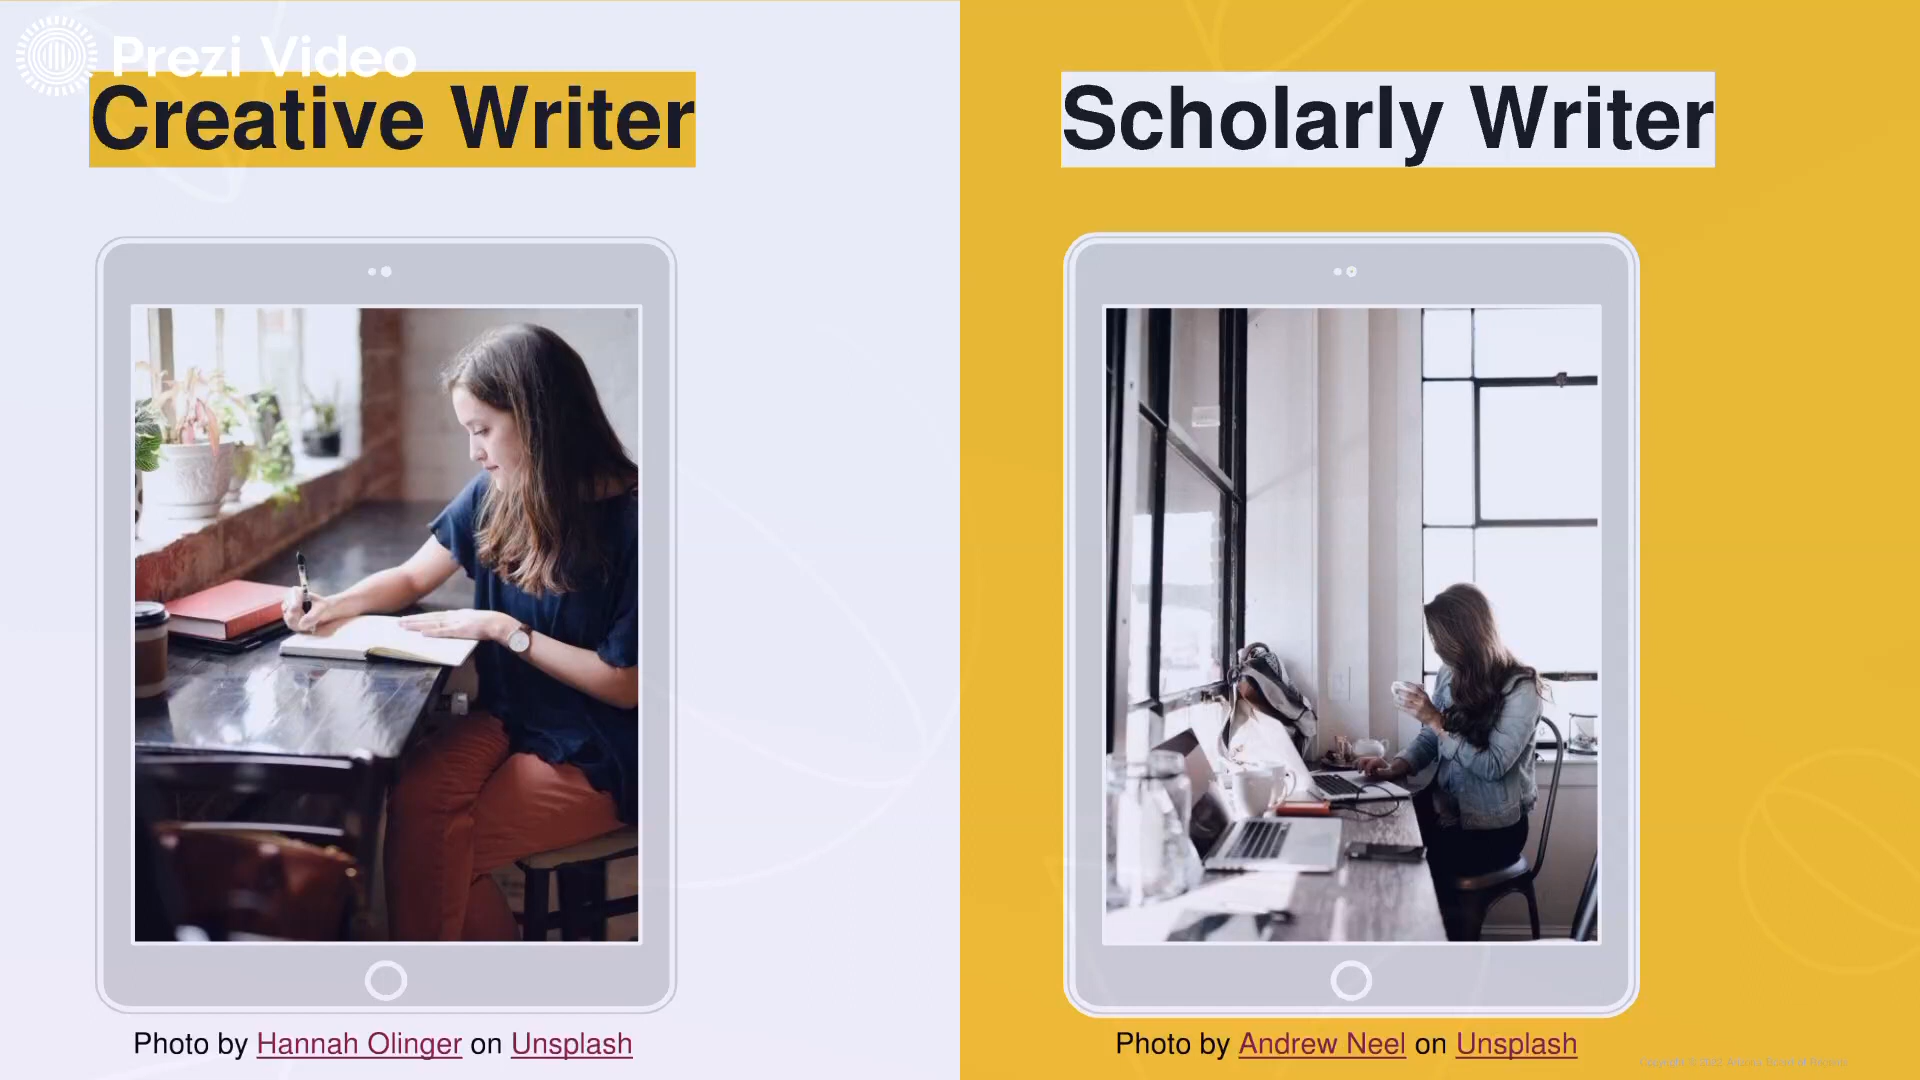 Prezi Video
Creative Writer
Scholarly Writer
Photo by Hannah Olinger on Unsplash
Photo by Andrew Neel on Unsplash